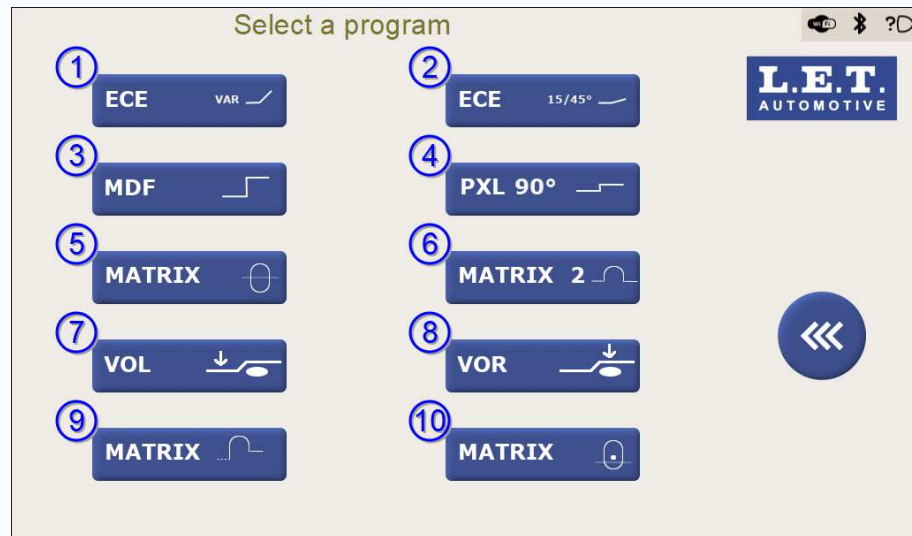 Select a program
WiFi ?
L.E.T.
AUTOMOTIVE
1 2
ECE VAR ECE 15/45°
3 4
MDF PXL 90°
5 6
MATRIX MATRIX 2
7 8
VOL VOR
9 10
MATRIX MATRIX